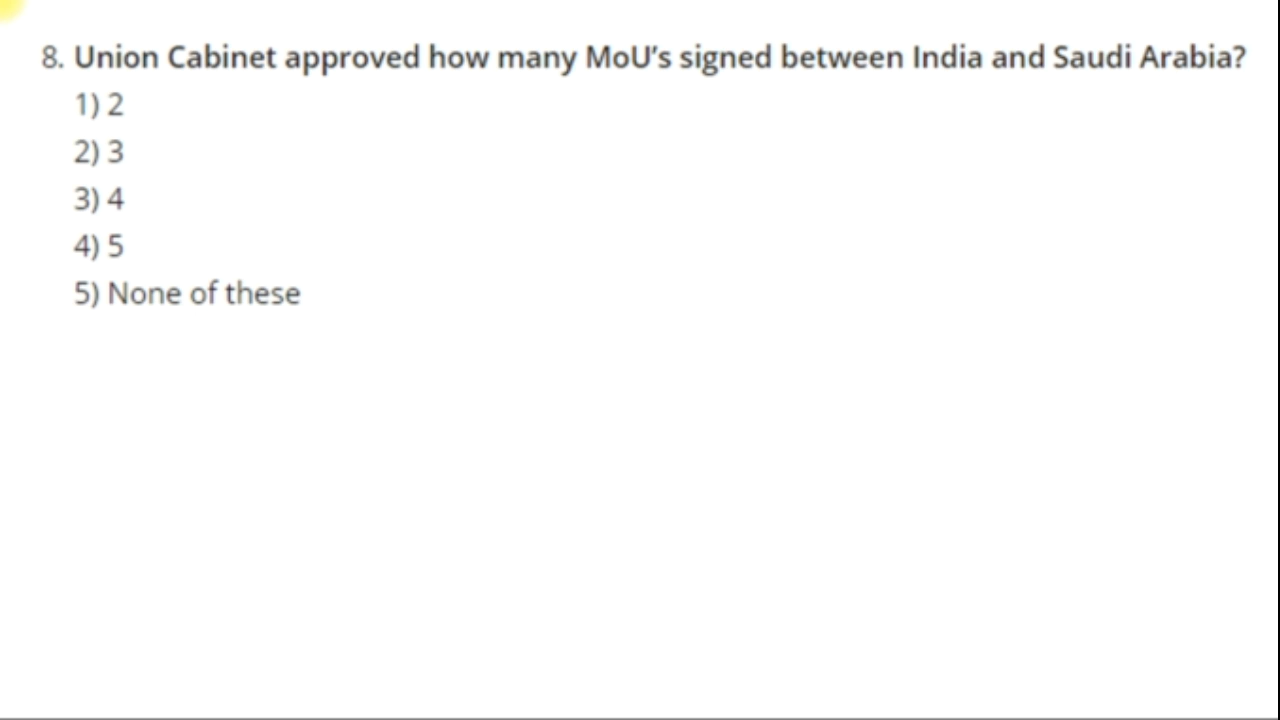 8. Union Cabinet approved how many MoU’s signed between India and Saudi Arabia?
1) 2
2) 3
3) 4
4) 5
5) None of these